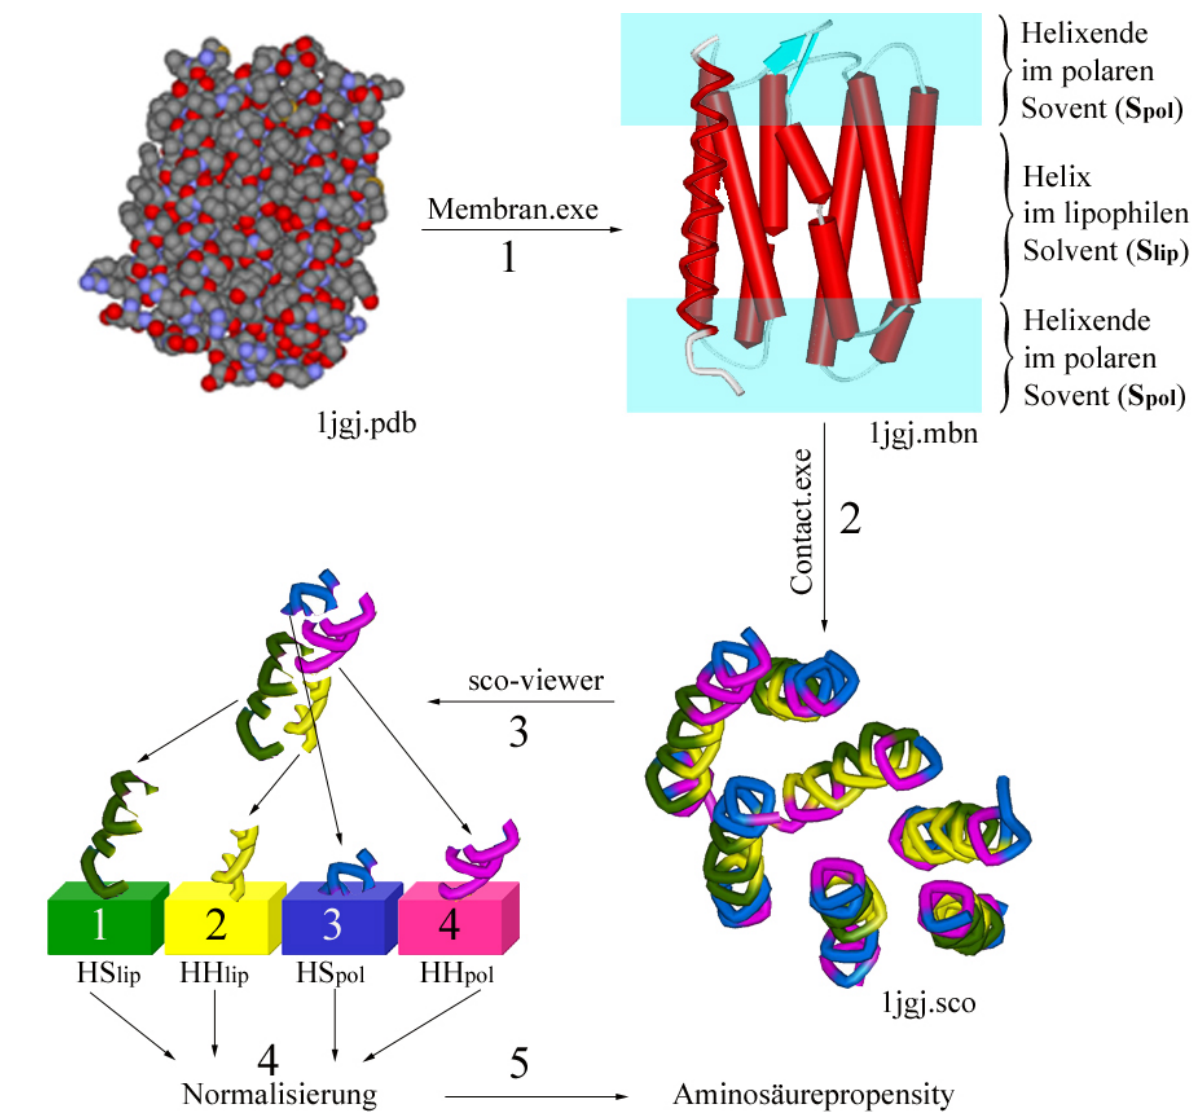 Helixende
im polaren
Sovent (Spol)
Membran.exe
1
Helix
im lipophilen
Solvent (Slip)
Helixende
im polaren
Sovent (Spol)
1jgj.pdb
1jgj.mbn
Contact.exe
2
sco-viewer
3
1
2
3
4
HSlip
HHlip
HSpol
HHpol
1jgj.sco
4
Normalisierung
5
Aminosäurepropensity